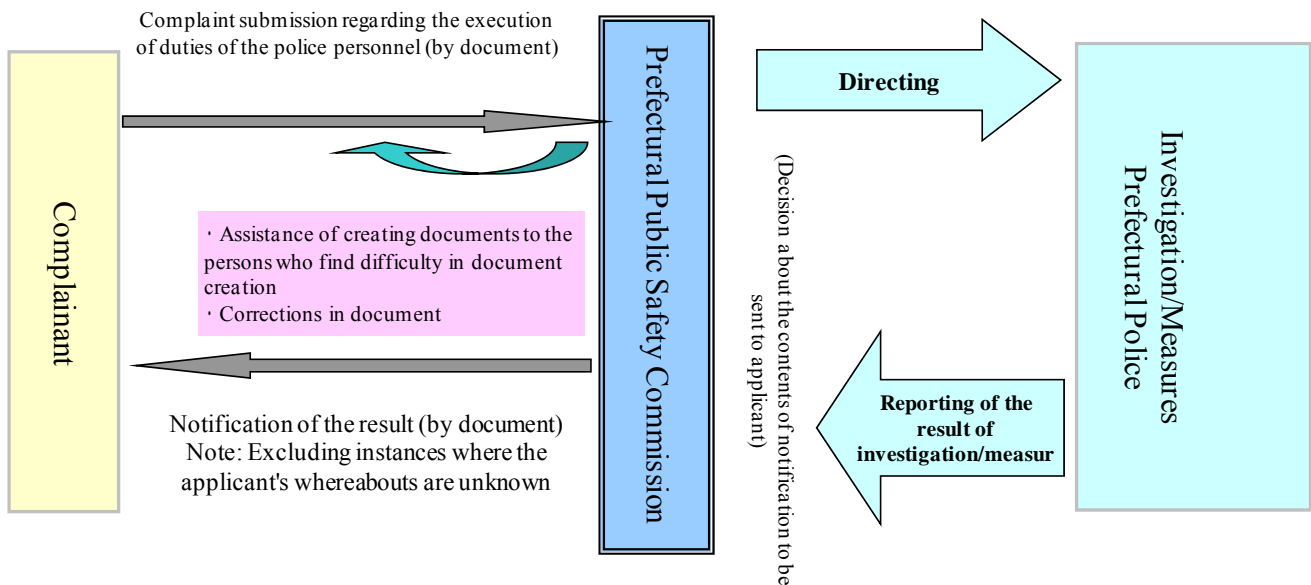 Complaint submission regarding the execution
of duties of the police personnel (by document)
Complainant
· Assistance of creating documents to the
persons who find difficulty in document
creation
· Corrections in document
Notification of the result (by document)
Note: Excluding instances where the
applicant's whereabouts are unknown
Prefectural Public Safety Commission
Directing
(Decision about the contents of notification to be
sent to applicant)
Reporting of the
result of
investigation/measur
Investigation/Measures
Prefectural Police